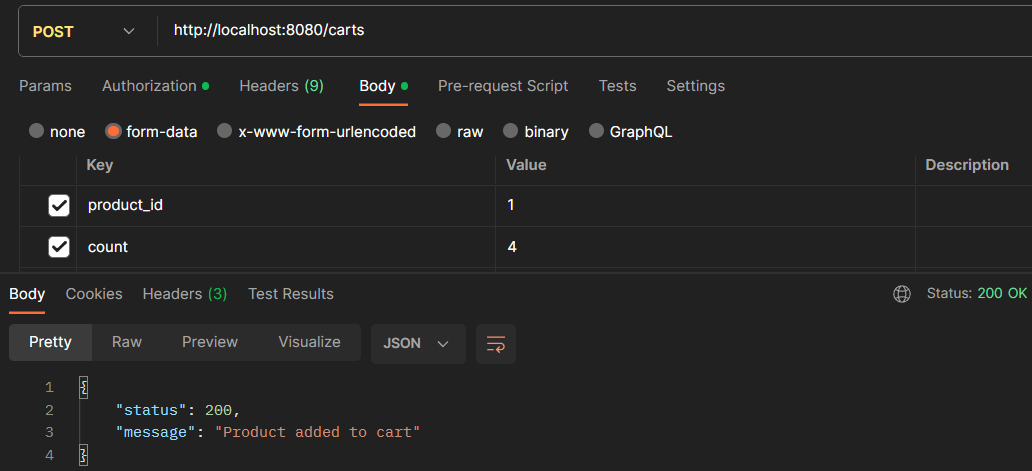 POST http://localhost:8080/carts
Params Authorization Headers (9) Body Pre-request Script Tests Settings
none form-data x-www-form-urlencoded raw binary GraphQL
Key Value Description
product_id 1
count 4
Body Cookies Headers (3) Test Results Status: 200 OK
Pretty Raw Preview Visualize JSON
1 {
2 "status": 200,
3 "message": "Product added to cart"
4 }